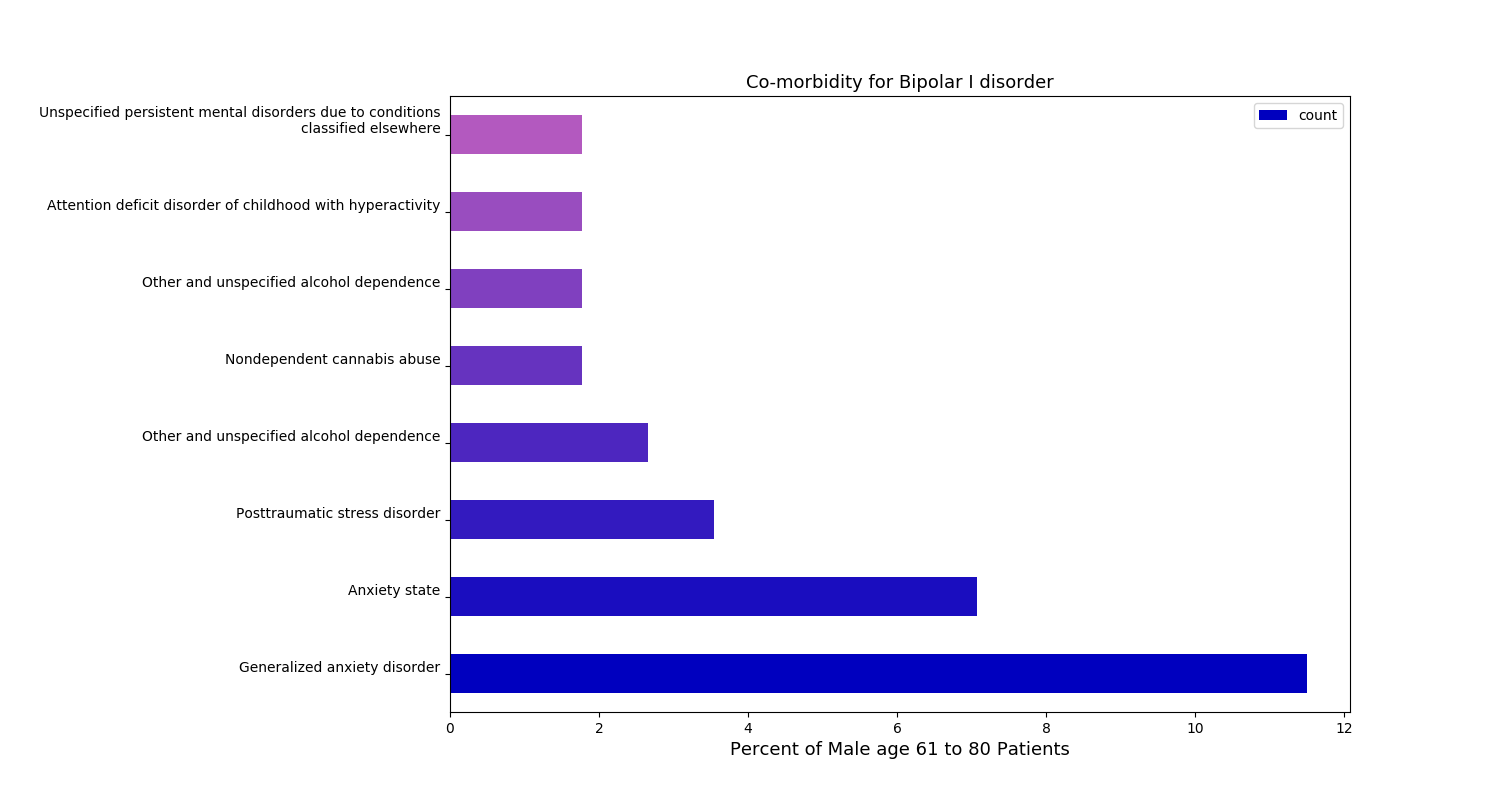 Co-morbidity for Bipolar I disorder
count
Unspecified persistent mental disorders due to conditions
classified elsewhere
Attention deficit disorder of childhood with hyperactivity
Other and unspecified alcohol dependence
Nondependent cannabis abuse
Other and unspecified alcohol dependence
Posttraumatic stress disorder
Anxiety state
Generalized anxiety disorder
0 2 4 6 8 10 12
Percent of Male age 61 to 80 Patients